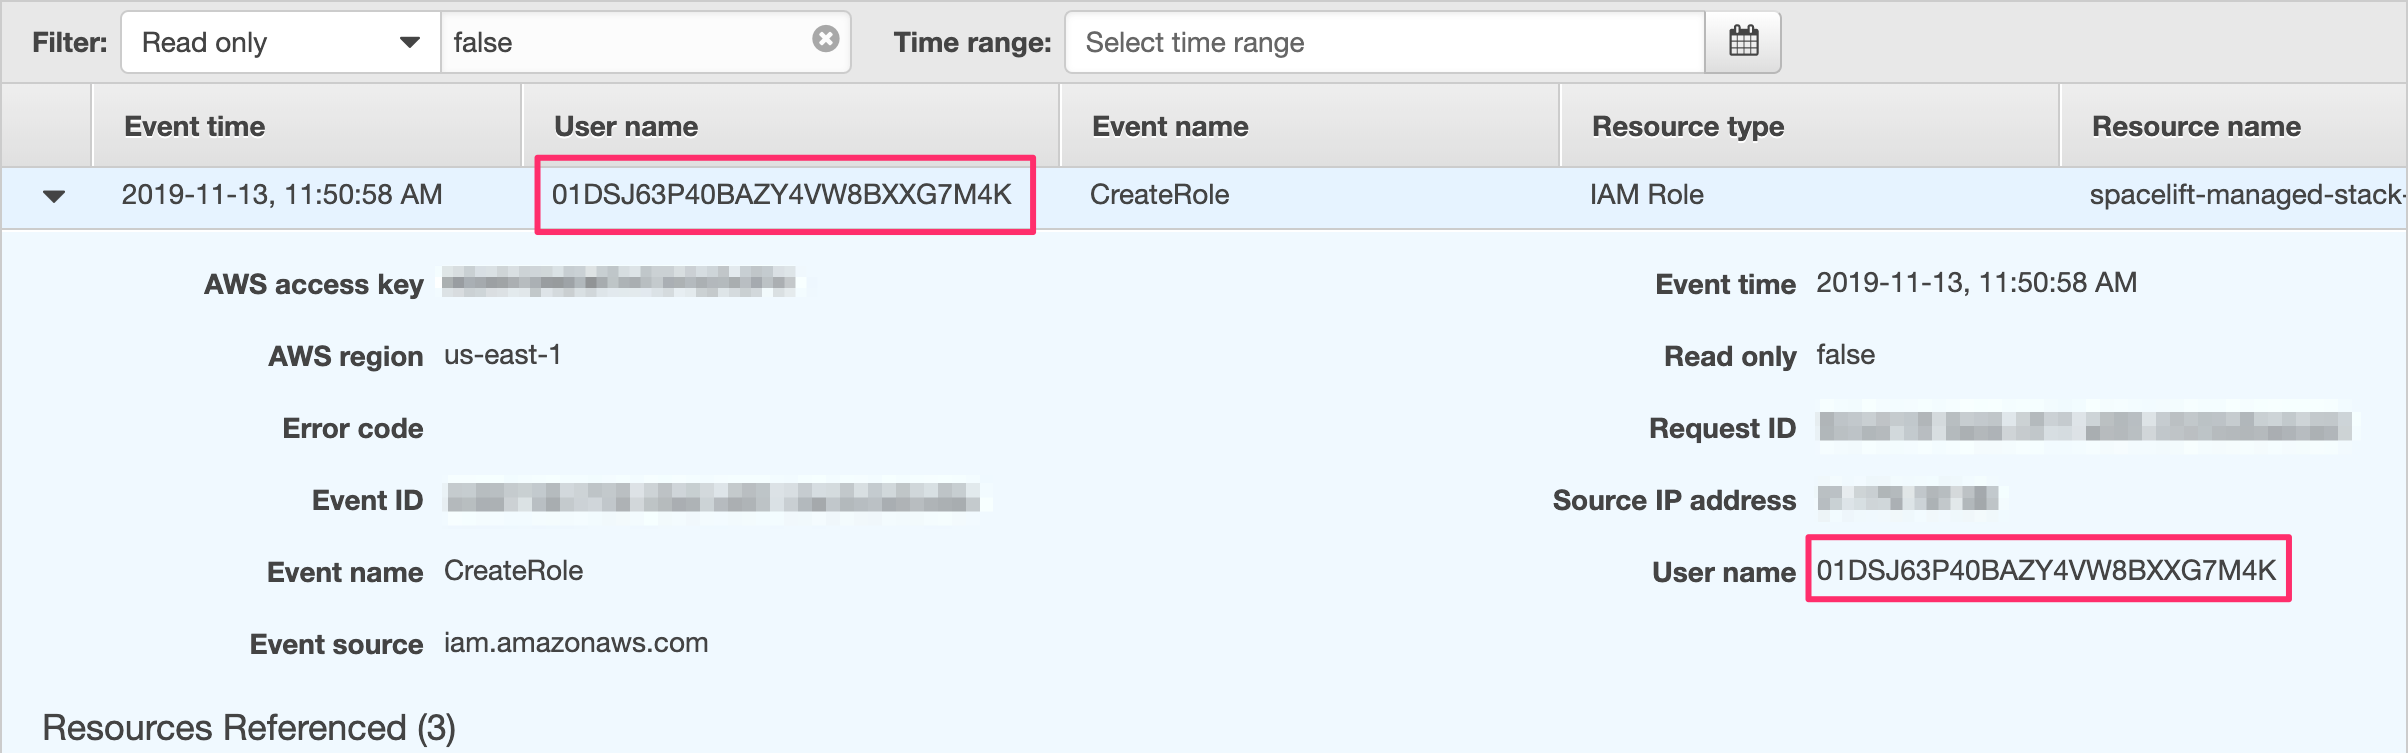 Filter: Read only false Time range: Select time range
Event time User name Event name Resource type Resource name
2019-11-13, 11:50:58 AM 01DSJ63P40BAZY4VW8BXXG7M4K CreateRole IAM Role spacelift-managed-stack-
AWS access key Event time 2019-11-13, 11:50:58 AM
AWS region us-east-1 Read only false
Error code Request ID
Event ID Source IP address
Event name CreateRole User name 01DSJ63P40BAZY4VW8BXXG7M4K
Event source iam.amazonaws.com
Resources Referenced (3)